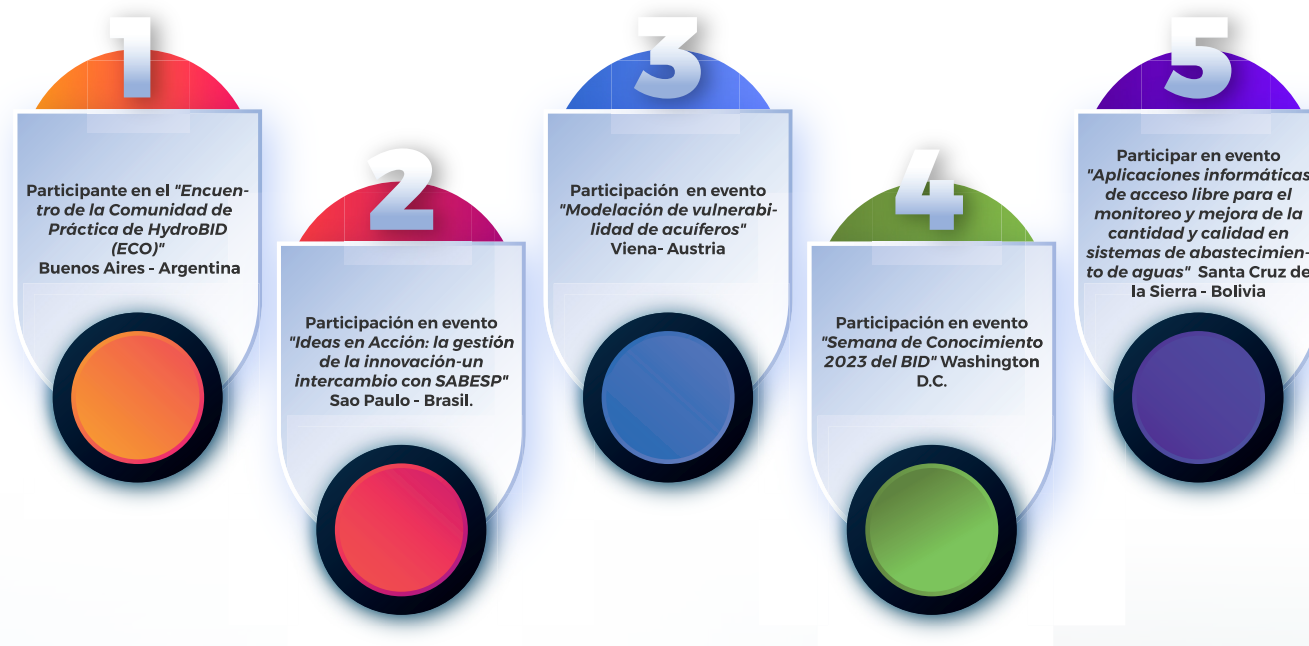 1
Participante en el "Encuen-
tro de la Comunidad de
Práctica de HydroBID
(ECO)"
Buenos Aires - Argentina
2
Participación en evento
"Ideas en Acción: la gestión
de la innovación-un
intercambio con SABESP"
Sao Paulo - Brasil.
3
Participación en evento
"Modelación de vulnerabi-
lidad de acuíferos"
Viena- Austria
4
Participación en evento
"Semana de Conocimiento
2023 del BID" Washington
D.C.
5
Participar en evento
"Aplicaciones informáticas
de acceso libre para el
monitoreo y mejora de la
cantidad y calidad en
sistemas de abastecimien-
to de aguas" Santa Cruz de
la Sierra - Bolivia